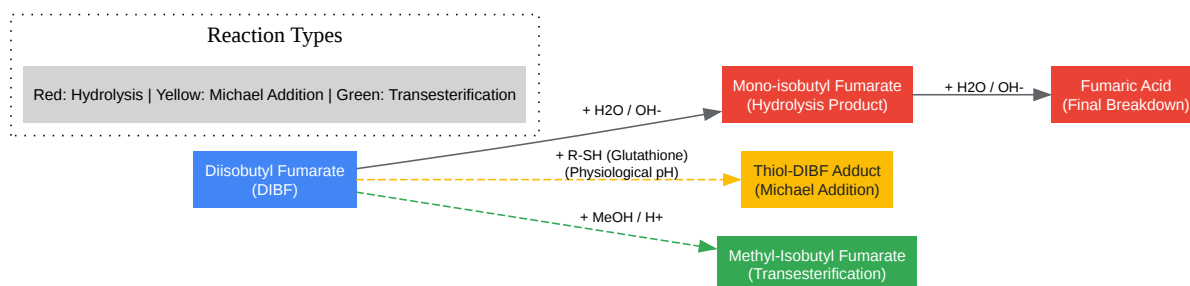 Reaction Types
Red: Hydrolysis | Yellow: Michael Addition | Green: Transesterification
Diisobutyl Fumarate
(DIBF)
+ H2O / OH-
Mono-isobutyl Fumarate
(Hydrolysis Product)
+ H2O / OH-
Fumaric Acid
(Final Breakdown)
+ R-SH (Glutathione)
(Physiological pH)
Thiol-DIBF Adduct
(Michael Addition)
+ MeOH / H+
Methyl-Isobutyl Fumarate
(Transesterification)